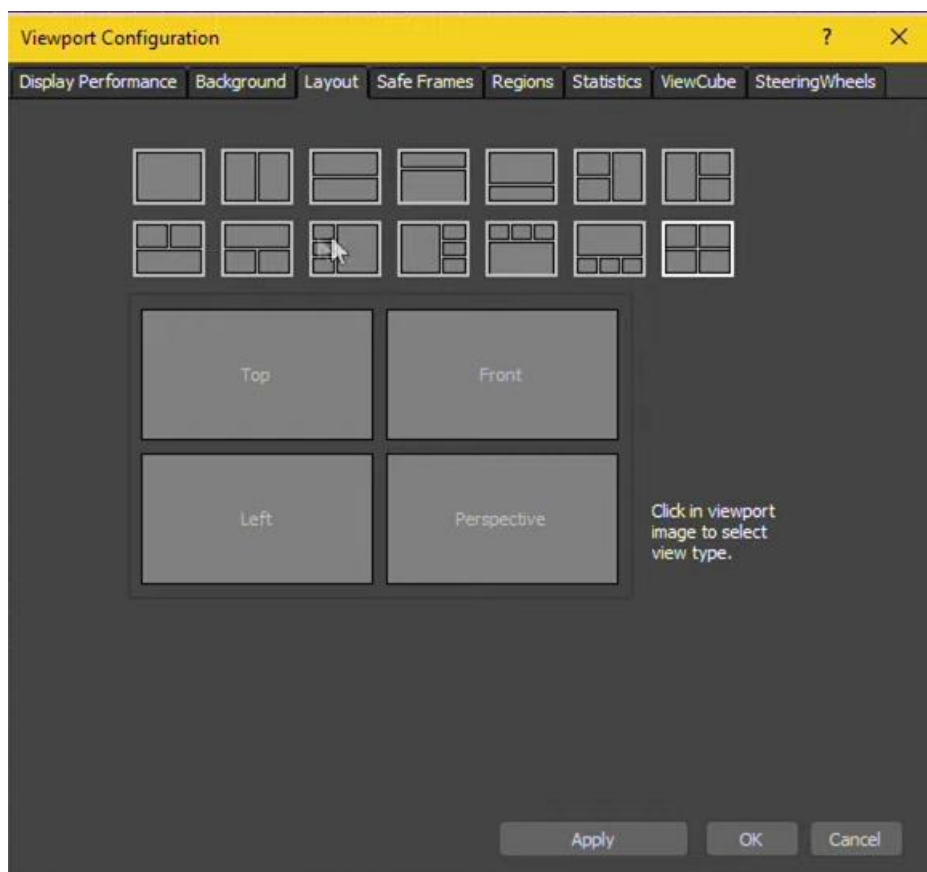 Viewport Configuration ? X
Display Performance Background Layout Safe Frames Regions Statistics ViewCube SteeringWheels
Top Front
Left Perspective
Click in viewport
image to select
view type.
Apply OK Cancel